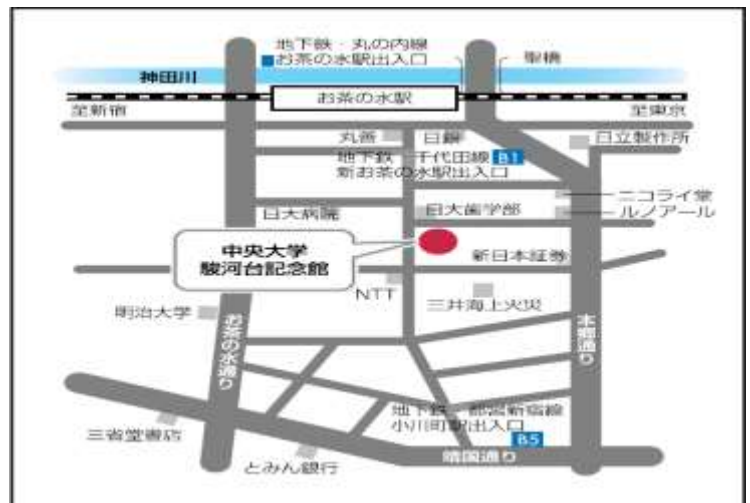 地下鉄・丸の内線
お茶の水駅出入口
聖橋
神田川
お茶の水駅
至新宿
至東京
丸善
日銀
日立製作所
地下鉄・千代田線 B1
新お茶の水駅出入口
ニコライ堂
日大病院
日大歯学部
ルノアール
中央大学
駿河台記念館
新日本証券
NTT
三井海上火災
明治大学
お茶の水通り
本郷通り
地下鉄・都営新宿線
小川町駅出入口
B5
三省堂書店
とみん銀行
靖国通り